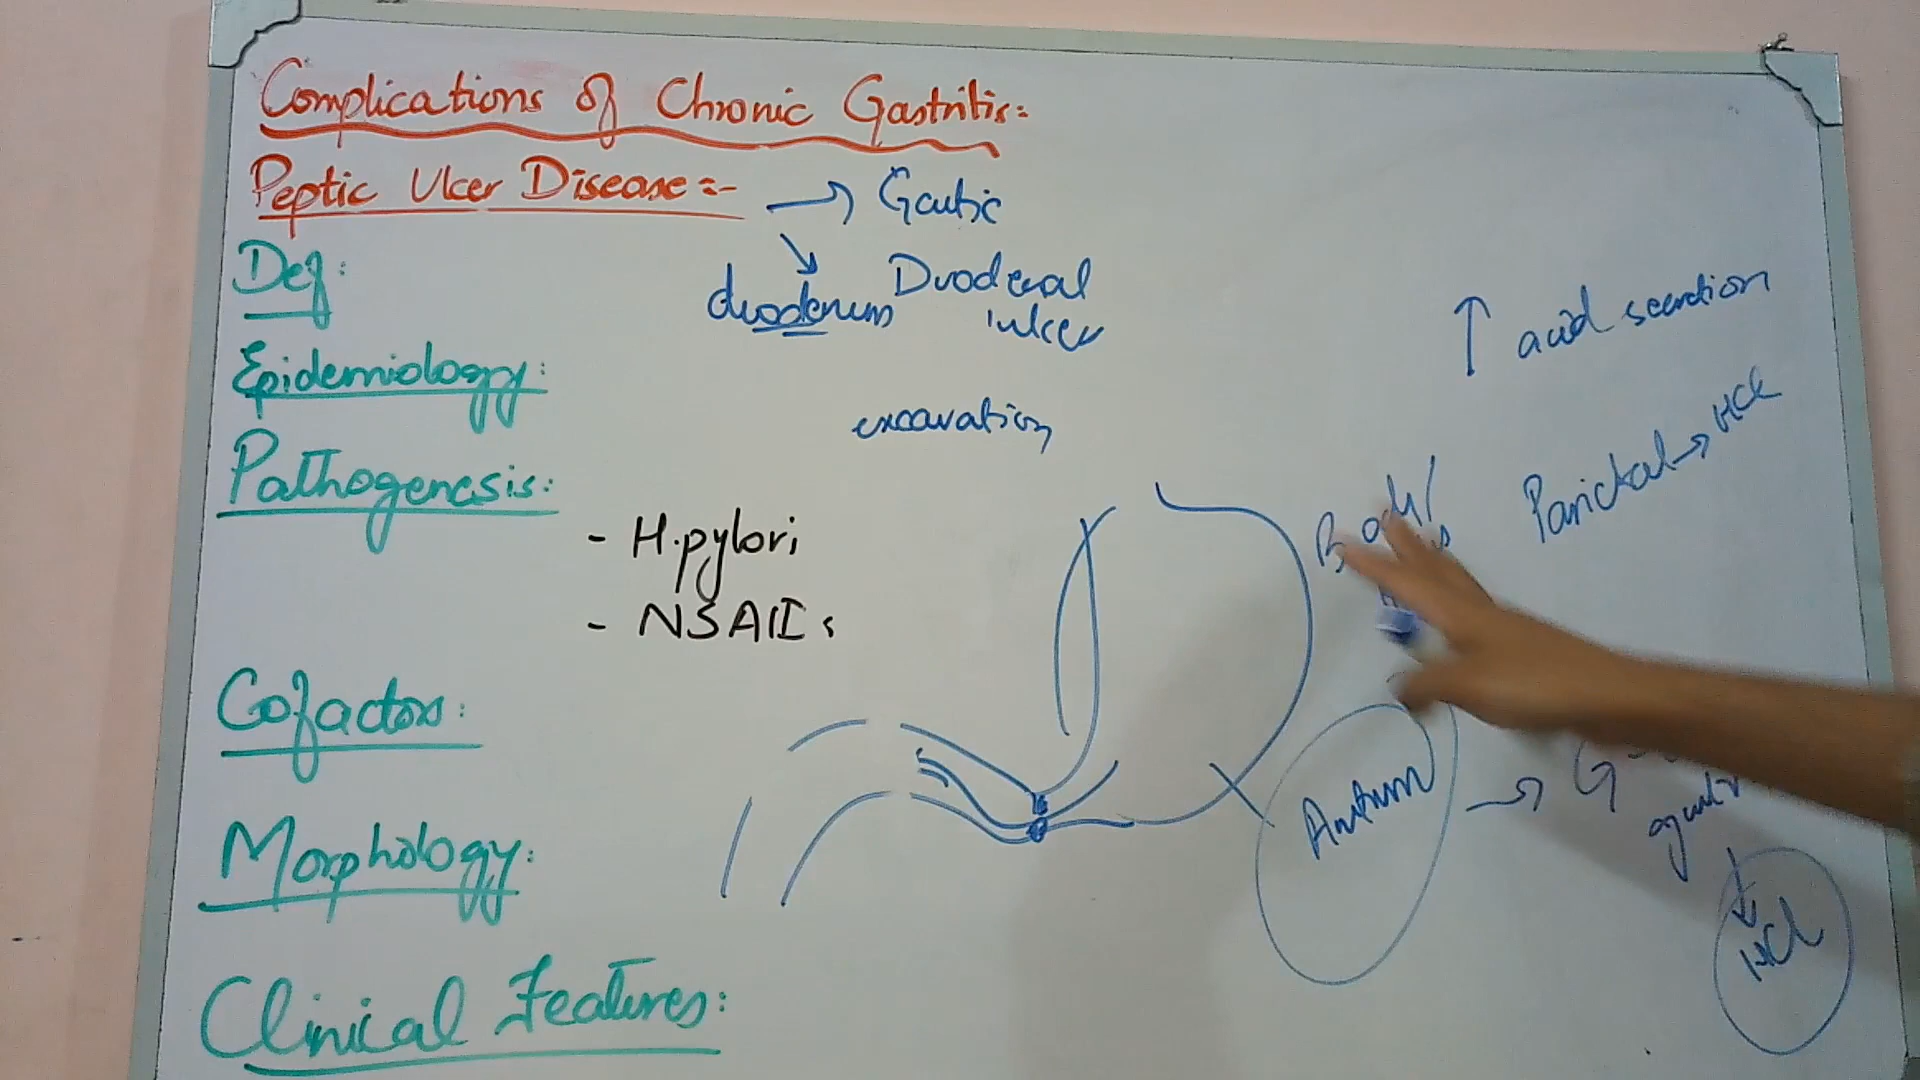 Complications of Chronic Gastritis:
Peptic Ulcer Disease:-
→ Gastric
Def:
duodenum
Duodenal
ulcer
↑ acid secretion
Epidemiology:
excavation
Parietal → HCl
Pathogenesis:
Body/
- H.pylori
- NSAIDs
Cofactors:
Antrum → G
Morphology:
HCl
Clinical Features: